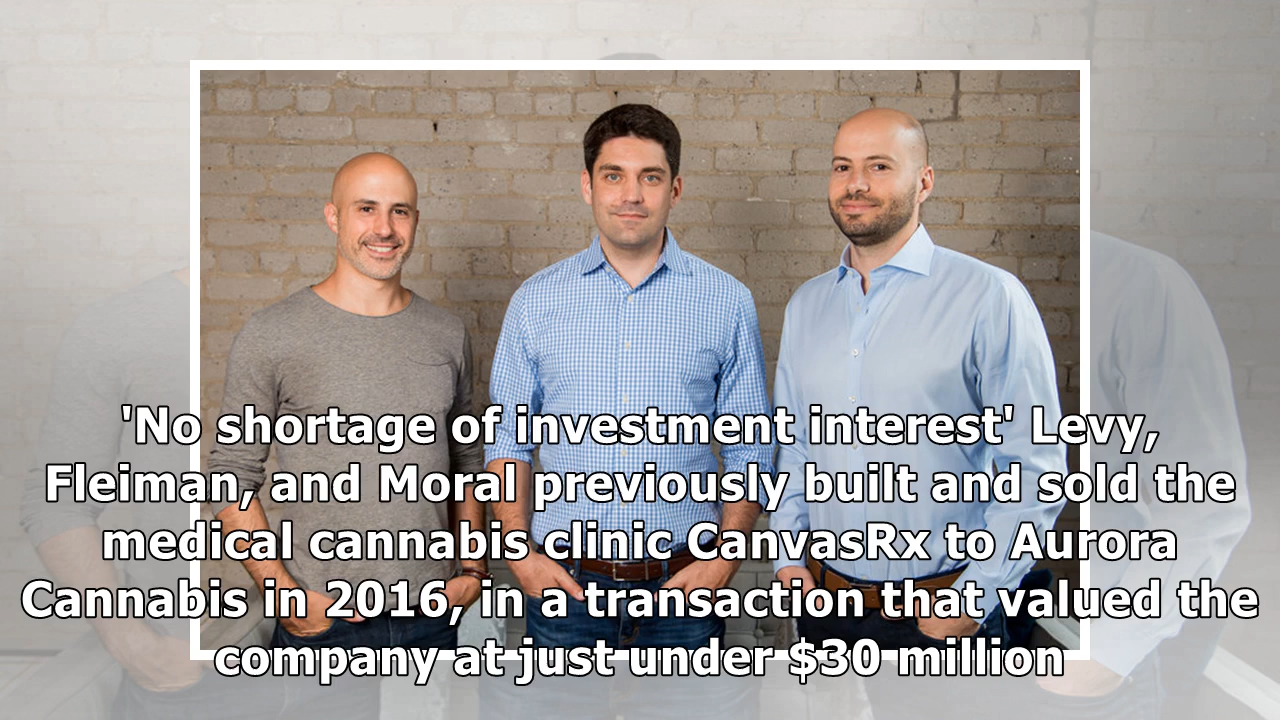 'No shortage of investment interest' Levy,
Fleiman, and Moral previously built and sold the
medical cannabis clinic CanvasRx to Aurora
Cannabis in 2016, in a transaction that valued the
company at just under $30 million